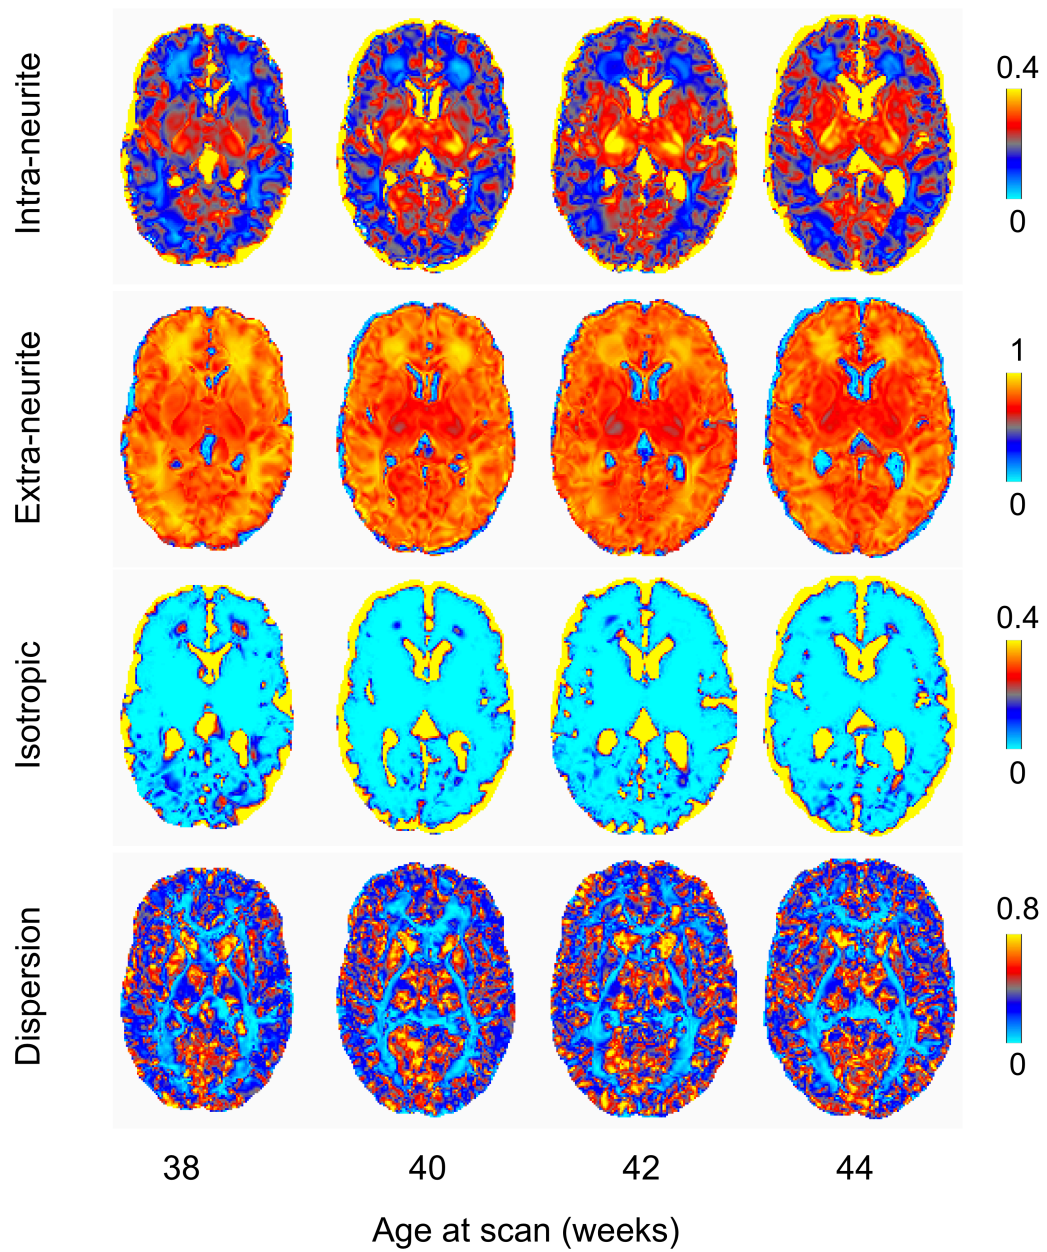 Intra-neurite
0.4
0
Extra-neurite
1
0
Isotropic
0.4
0
Dispersion
0.8
0
38 40 42 44
Age at scan (weeks)